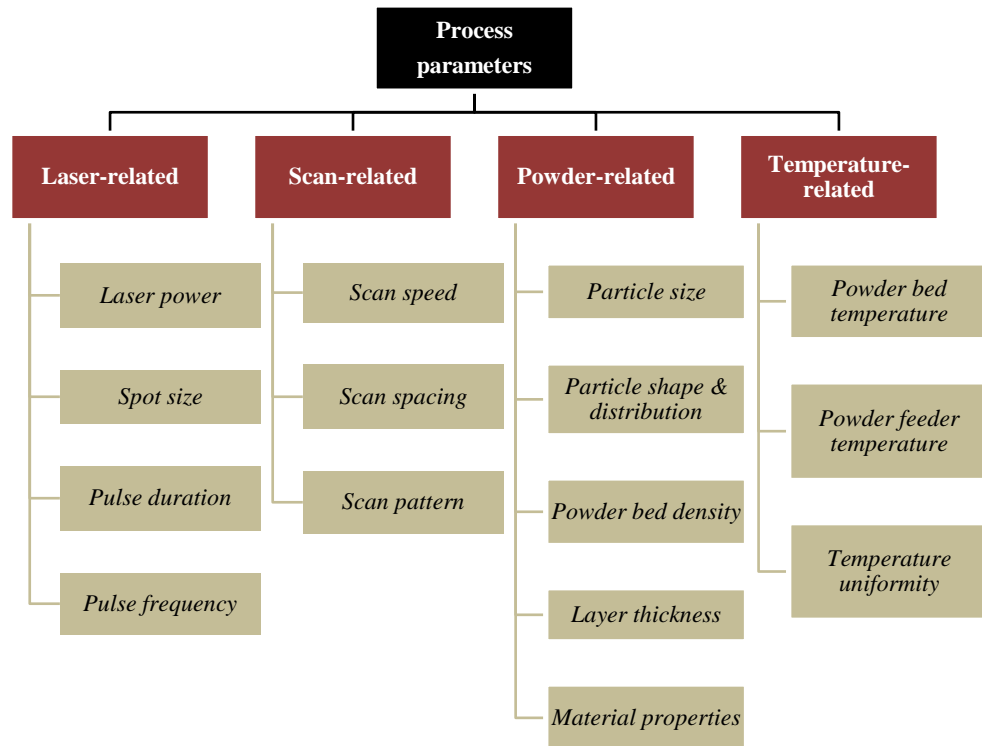 Process
parameters
Laser-related
Laser power
Spot size
Pulse duration
Pulse frequency
Scan-related
Scan speed
Scan spacing
Scan pattern
Powder-related
Particle size
Particle shape &
distribution
Powder bed density
Layer thickness
Material properties
Temperature-
related
Powder bed
temperature
Powder feeder
temperature
Temperature
uniformity